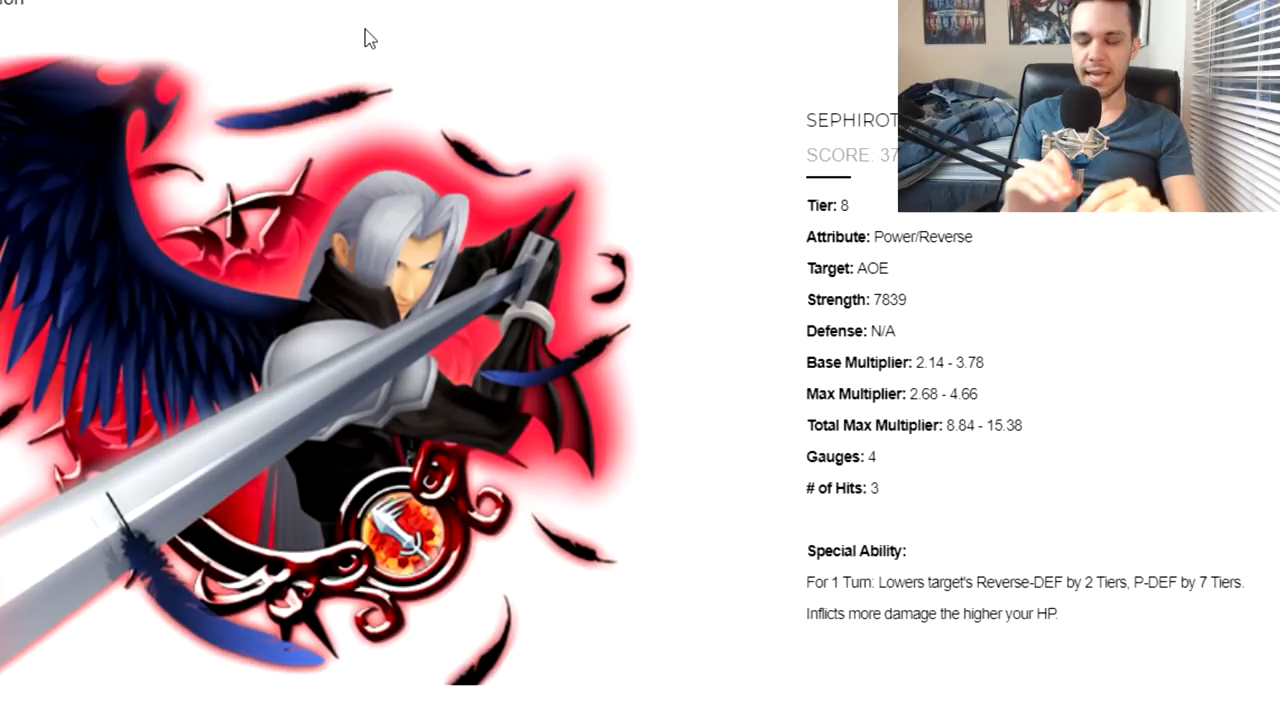 SEPHIROT
SCORE: 37
Tier: 8
Attribute: Power/Reverse
Target: AOE
Strength: 7839
Defense: N/A
Base Multiplier: 2.14 - 3.78
Max Multiplier: 2.68 - 4.66
Total Max Multiplier: 8.84 - 15.38
Gauges: 4
# of Hits: 3
Special Ability:
For 1 Turn: Lowers target's Reverse-DEF by 2 Tiers, P-DEF by 7 Tiers.
Inflicts more damage the higher your HP.